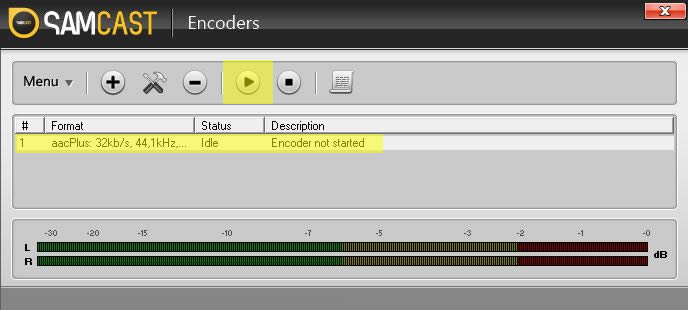 SAMCAST Encoders
Menu
# Format Status Description
1 aacPlus: 32kb/s, 44,1kHz,... Idle Encoder not started
-30 -20 -15 -10 -7 -5 -3 -2 -1 -0
L
dB
R